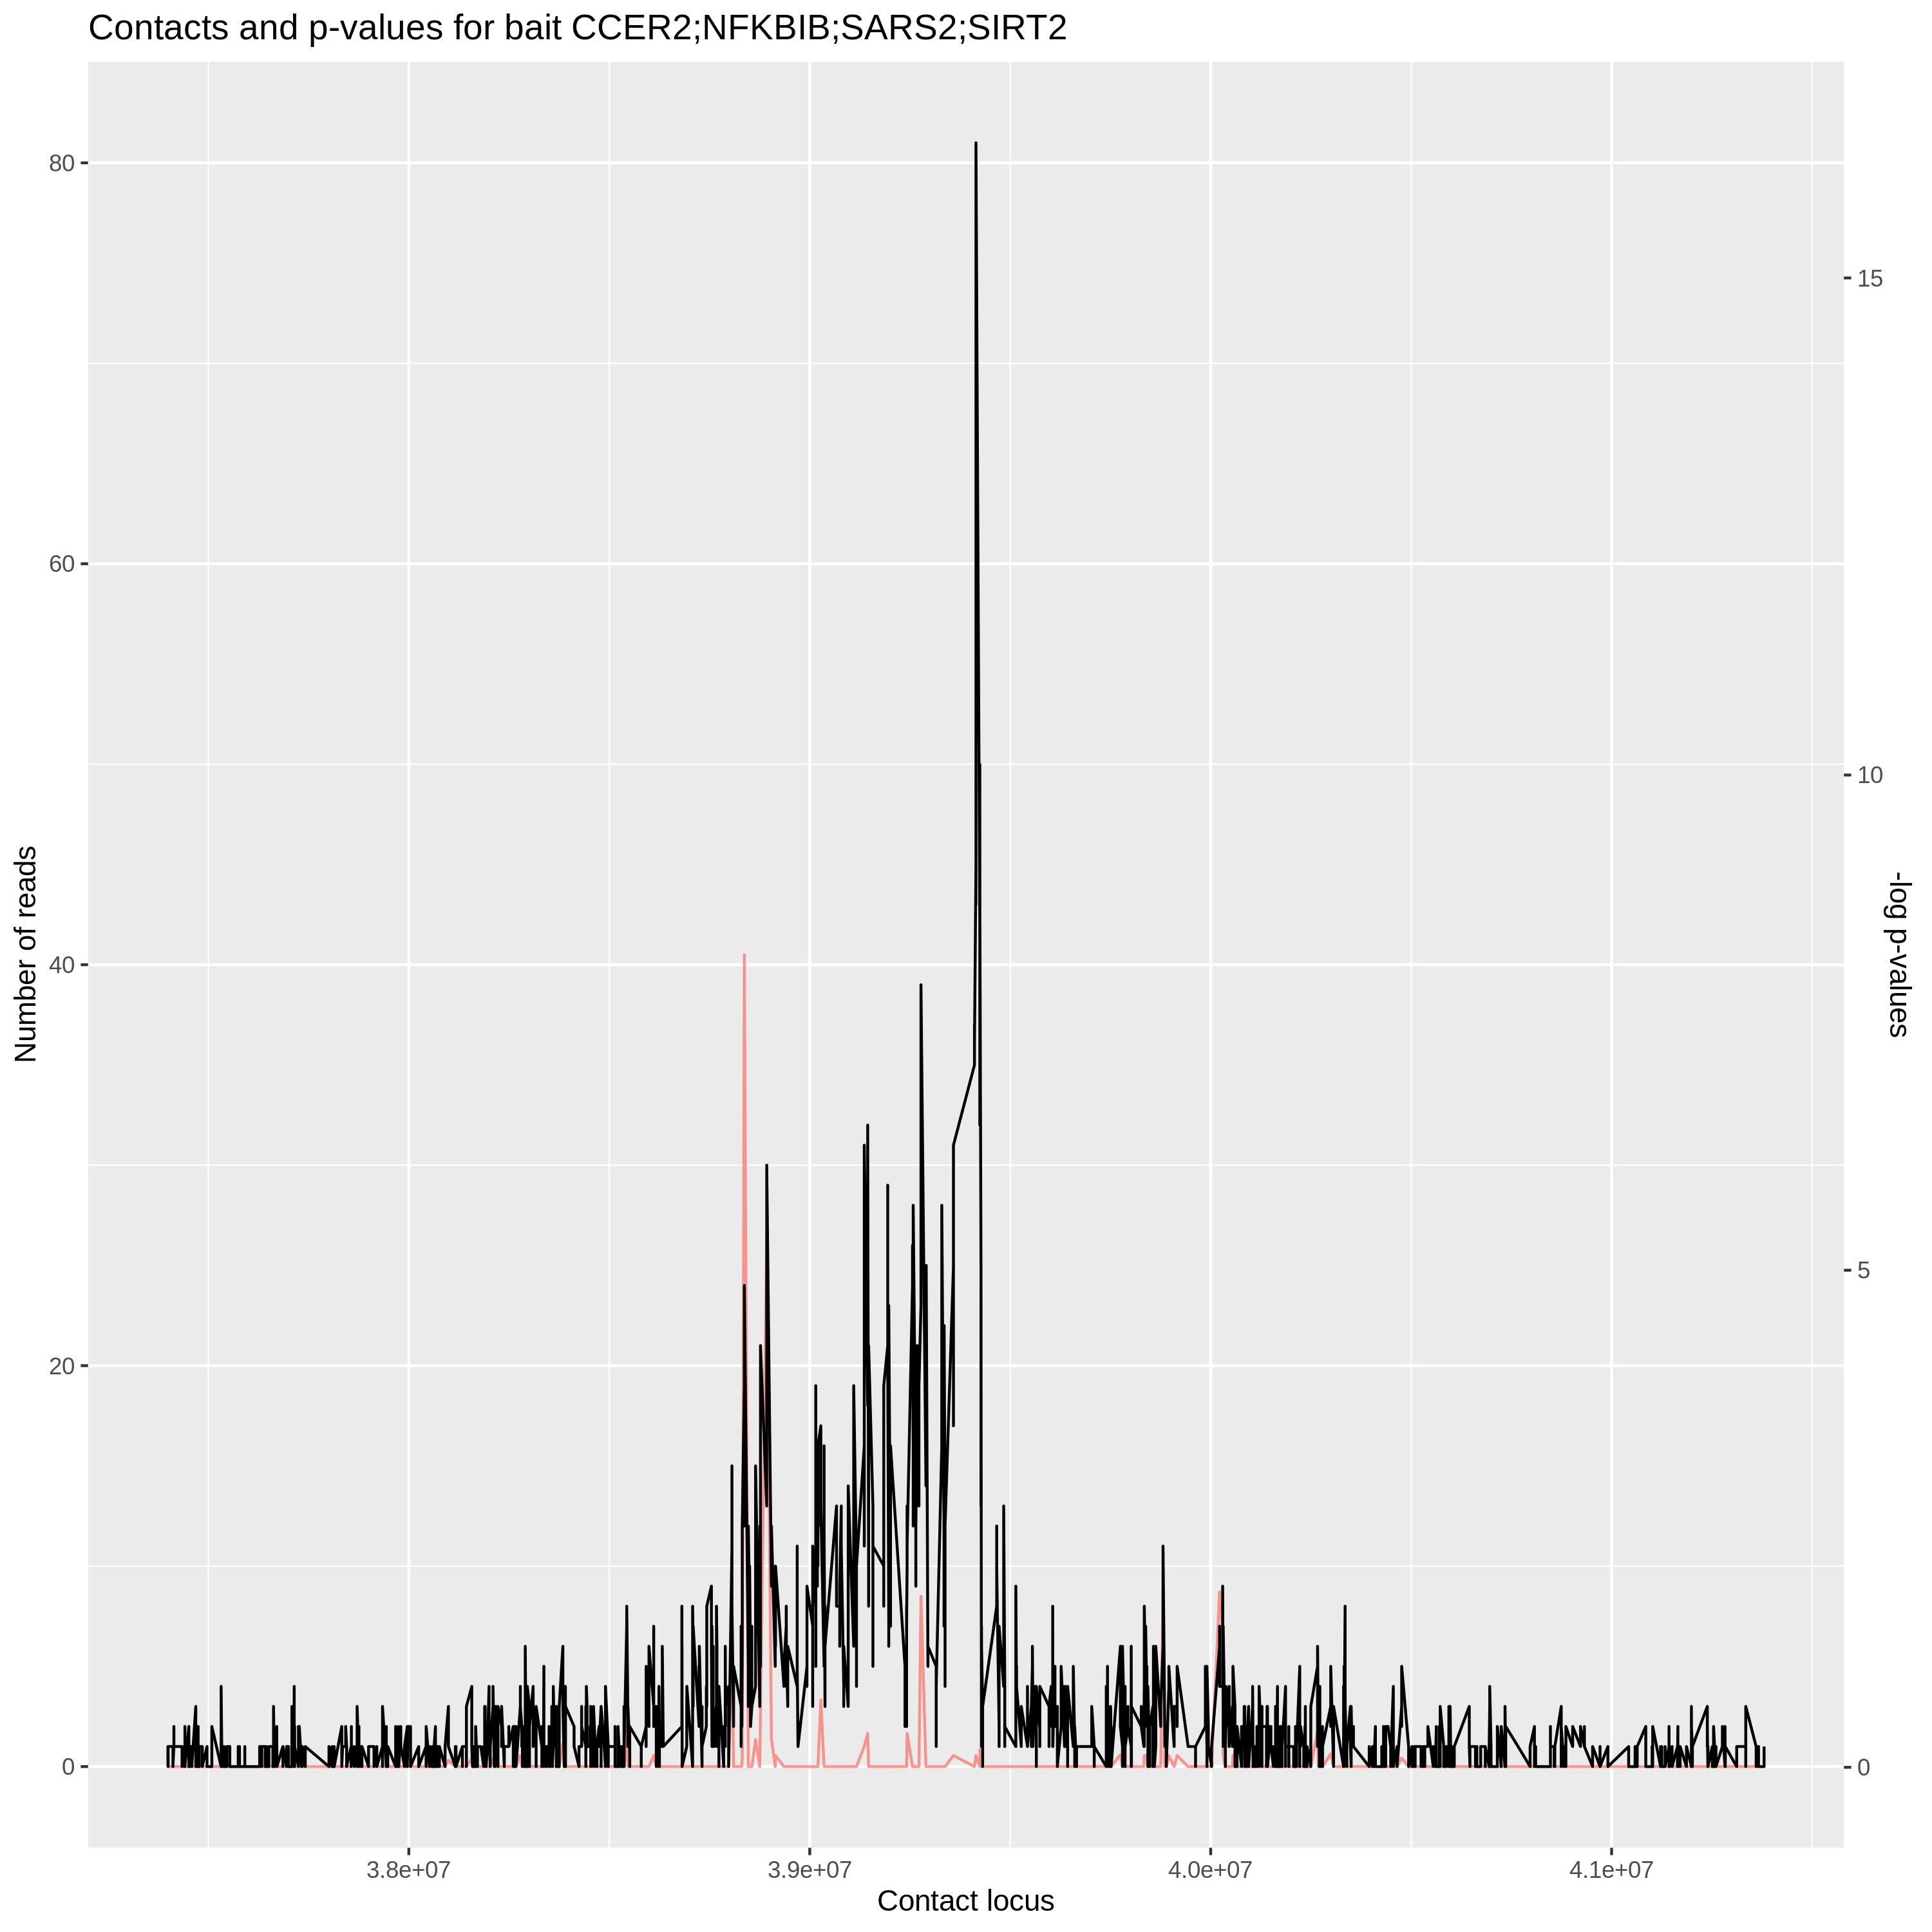 Contacts and p-values for bait CCER2;NFKBIB;SARS2;SIRT2
80
60
40
20
0
Number of reads
15
10
5
0
-log p-values
3.8e+07 3.9e+07 4.0e+07 4.1e+07
Contact locus